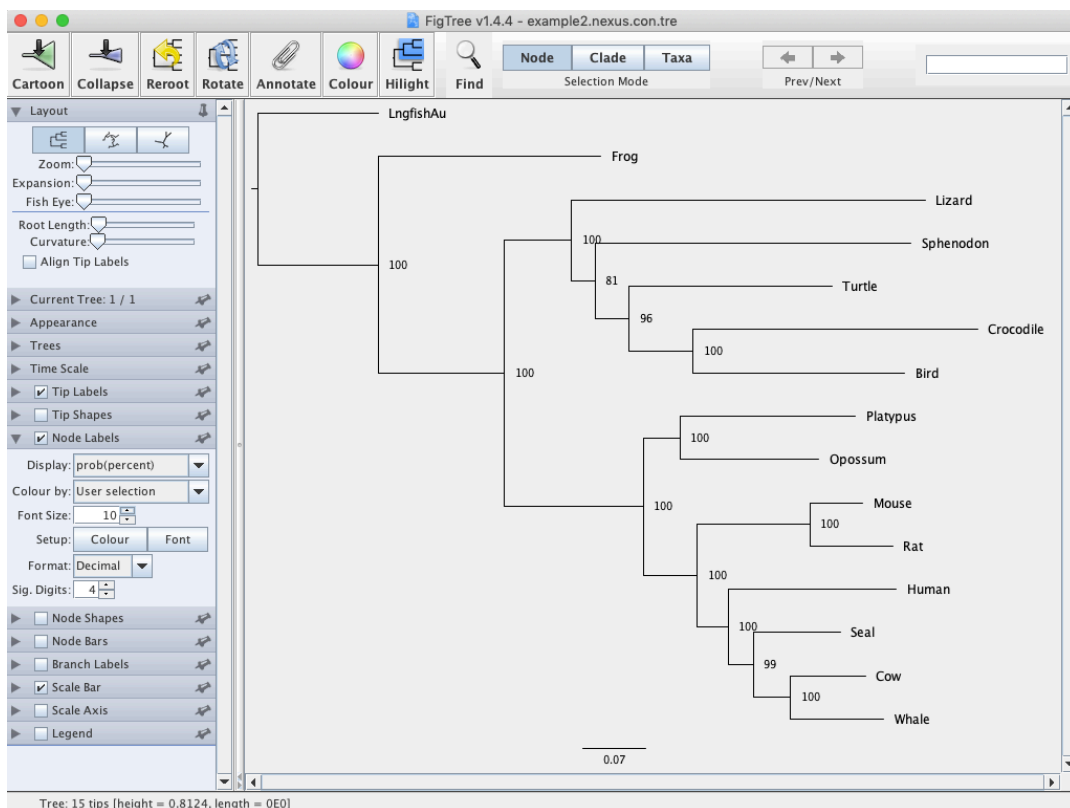 FigTree v1.4.4 - example2.nexus.con.tre
Cartoon Collapse Reroot Rotate Annotate Colour Hilight Find
Node Clade Taxa
Selection Mode
Prev/Next
Layout
Zoom:
Expansion:
Fish Eye:
Root Length:
Curvature:
Align Tip Labels
Current Tree: 1 / 1
Appearance
Trees
Time Scale
Tip Labels
Tip Shapes
Node Labels
Display: prob(percent)
Colour by: User selection
Font Size: 10
Setup: Colour Font
Format: Decimal
Sig. Digits: 4
Node Shapes
Node Bars
Branch Labels
Scale Bar
Scale Axis
Legend
LngfishAu
Frog
Lizard
100
Sphenodon
100
81
Turtle
96
Crocodile
100
100
Bird
Platypus
100
Opossum
Mouse
100
100
Rat
100
Human
100
Seal
99
Cow
100
Whale
0.07
Tree: 15 tips [height = 0.8124, length = 0E0]